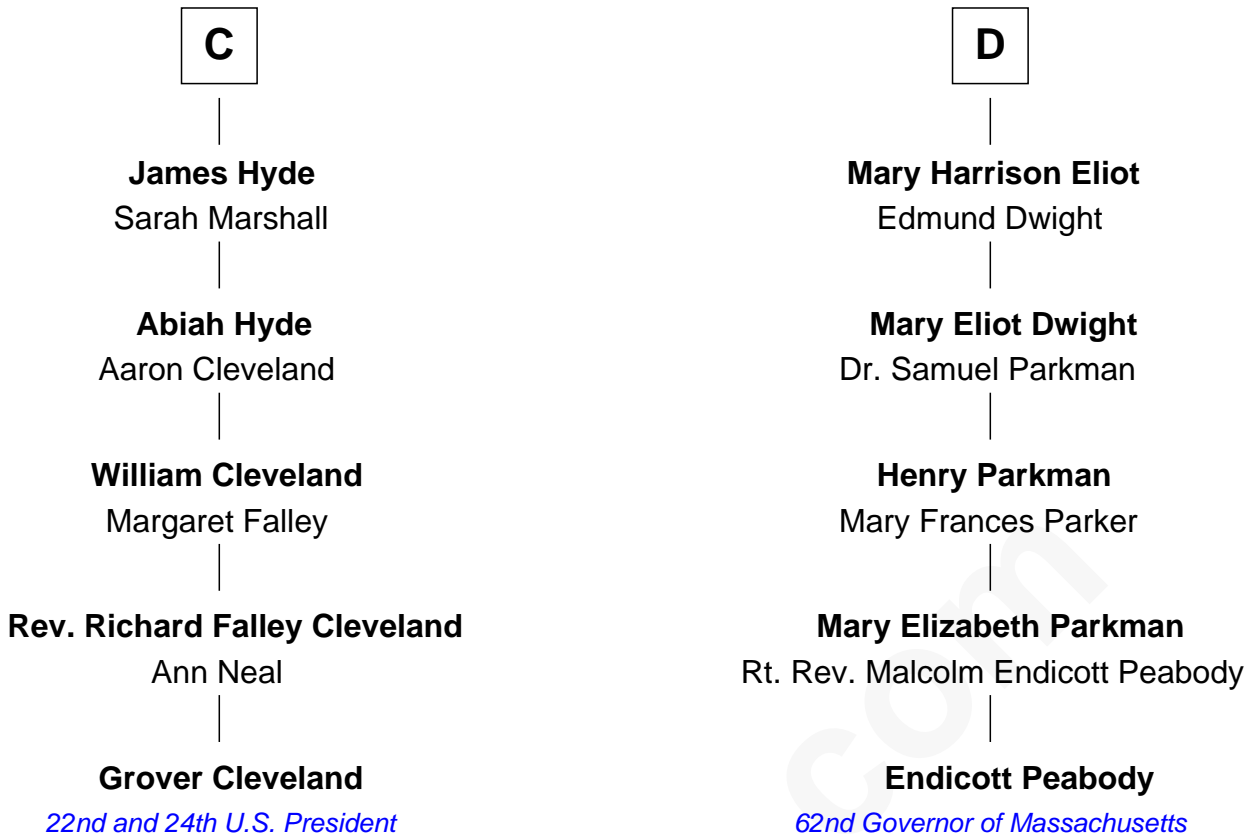 C
James Hyde
Sarah Marshall
Abiah Hyde
Aaron Cleveland
William Cleveland
Margaret Falley
Rev. Richard Falley Cleveland
Ann Neal
Grover Cleveland
22nd and 24th U.S. President
D
Mary Harrison Eliot
Edmund Dwight
Mary Eliot Dwight
Dr. Samuel Parkman
Henry Parkman
Mary Frances Parker
Mary Elizabeth Parkman
Rt. Rev. Malcolm Endicott Peabody
Endicott Peabody
62nd Governor of Massachusetts
com